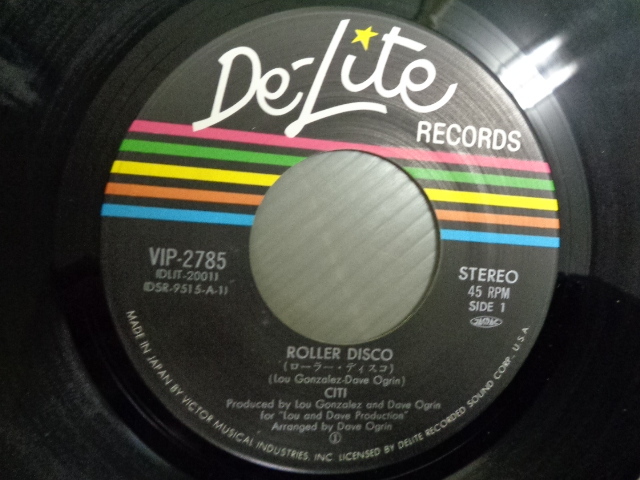 De-Lite
RECORDS
VIP-2785
(DLIT-2001)
(DSR-9515-A-1)
STEREO
45 RPM
SIDE 1
ROLLER DISCO
(ローラー・ディスコ)
(Lou Gonzalez-Dave Ogrin)
CITI
Produced by Lou Gonzalez and Dave Ogrin
for "Lou and Dave Production"
Arranged by Dave Ogrin
MADE IN JAPAN BY VICTOR MUSICAL INDUSTRIES, INC. LICENSED BY DELITE RECORDED SOUND CORP., U.S.A.